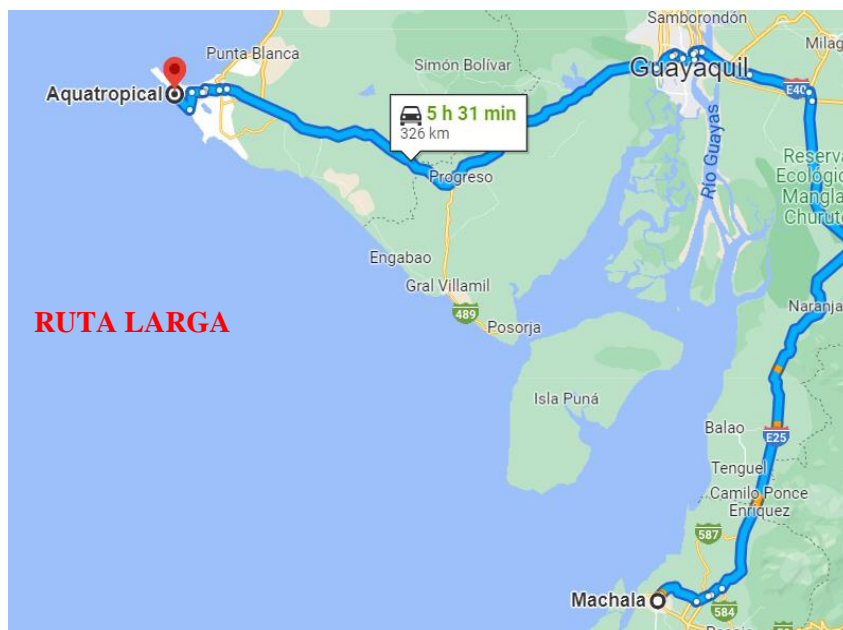 Samborondón
Milag
Punta Blanca
Simón Bolívar
Guayaquil
Aquatropical
E40
5 h 31 min
326 km
Río Guayas
Reserva
Ecológica
Mangla
Churute
Progreso
Engabao
Gral Villamil
Naranja
RUTA LARGA
489
Posorja
Isla Puná
Balao
E25
Tenguel
Camilo Ponce
Enriquez
587
Machala
584